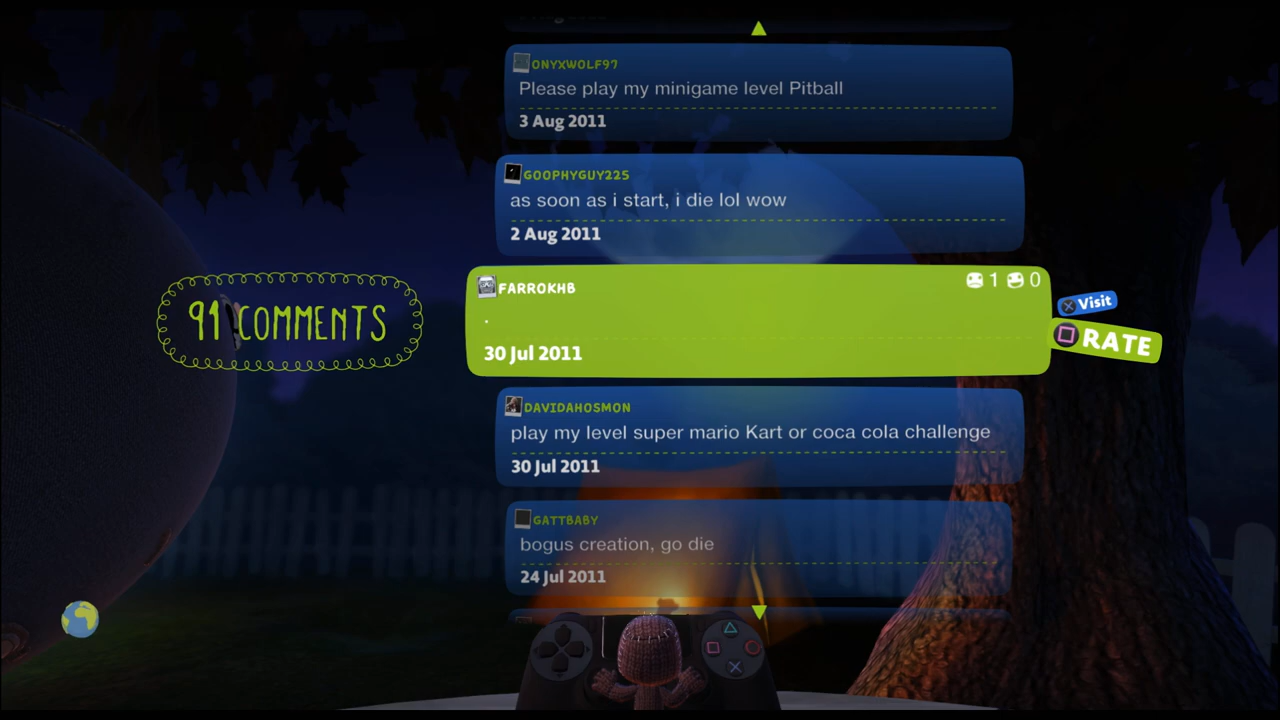 ONYXWOLF97
Please play my minigame level Pitball
3 Aug 2011
GOOPHYGUY225
as soon as i start, i die lol wow
2 Aug 2011
91 COMMENTS
FARROKHB
1 0
.
30 Jul 2011
Visit
RATE
DAVIDAHOSMON
play my level super mario Kart or coca cola challenge
30 Jul 2011
GATTBABY
bogus creation, go die
24 Jul 2011